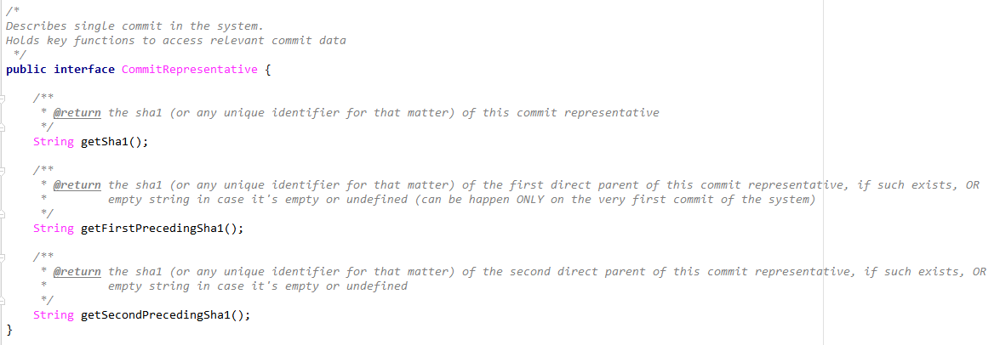 /*
Describes single commit in the system.
Holds key functions to access relevant commit data
 */
public interface CommitRepresentative {

    /**
     * @return the sha1 (or any unique identifier for that matter) of this commit representative
     */
    String getSha1();

    /**
     * @return the sha1 (or any unique identifier for that matter) of the first direct parent of this commit representative, if such exists, OR
     *         empty string in case it's empty or undefined (can be happen ONLY on the very first commit of the system)
     */
    String getFirstPrecedingSha1();

    /**
     * @return the sha1 (or any unique identifier for that matter) of the second direct parent of this commit representative, if such exists, OR
     *         empty string in case it's empty or undefined
     */
    String getSecondPrecedingSha1();
}